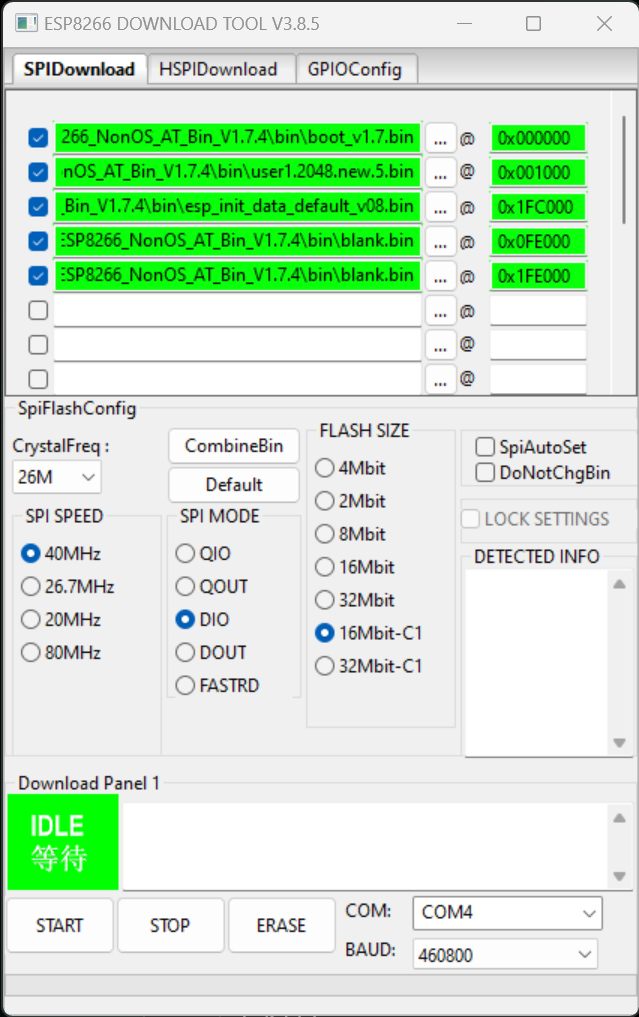 ESP8266 DOWNLOAD TOOL V3.8.5
SPIDownload HSPIDownload GPIOConfig
266_NonOS_AT_Bin_V1.7.4\bin\boot_v1.7.bin ... @ 0x000000
nOS_AT_Bin_V1.7.4\bin\user1.2048.new.5.bin ... @ 0x001000
_Bin_V1.7.4\bin\esp_init_data_default_v08.bin ... @ 0x1FC000
ESP8266_NonOS_AT_Bin_V1.7.4\bin\blank.bin ... @ 0x0FE000
ESP8266_NonOS_AT_Bin_V1.7.4\bin\blank.bin ... @ 0x1FE000
... @
... @
... @
SpiFlashConfig
CrystalFreq :
26M
CombineBin
Default
SPI SPEED
40MHz
26.7MHz
20MHz
80MHz
SPI MODE
QIO
QOUT
DIO
DOUT
FASTRD
FLASH SIZE
4Mbit
2Mbit
8Mbit
16Mbit
32Mbit
16Mbit-C1
32Mbit-C1
SpiAutoSet
DoNotChgBin
LOCK SETTINGS
DETECTED INFO
Download Panel 1
IDLE
等待
START STOP ERASE
COM: COM4
BAUD: 460800